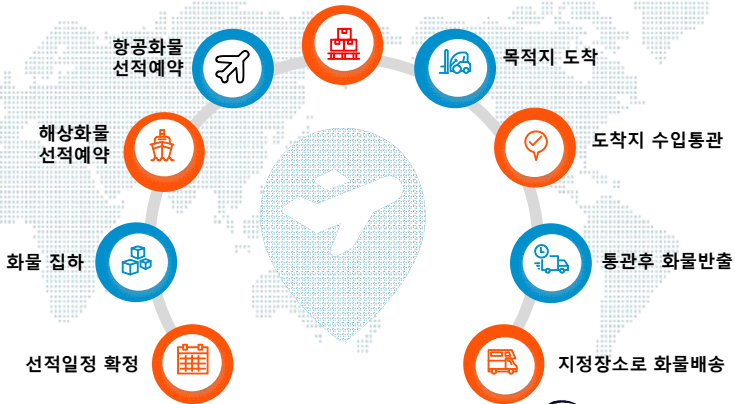 항공화물
선적예약
목적지 도착
해상화물
선적예약
도착지 수입통관
화물 집하
통관후 화물반출
선적일정 확정
지정장소로 화물배송